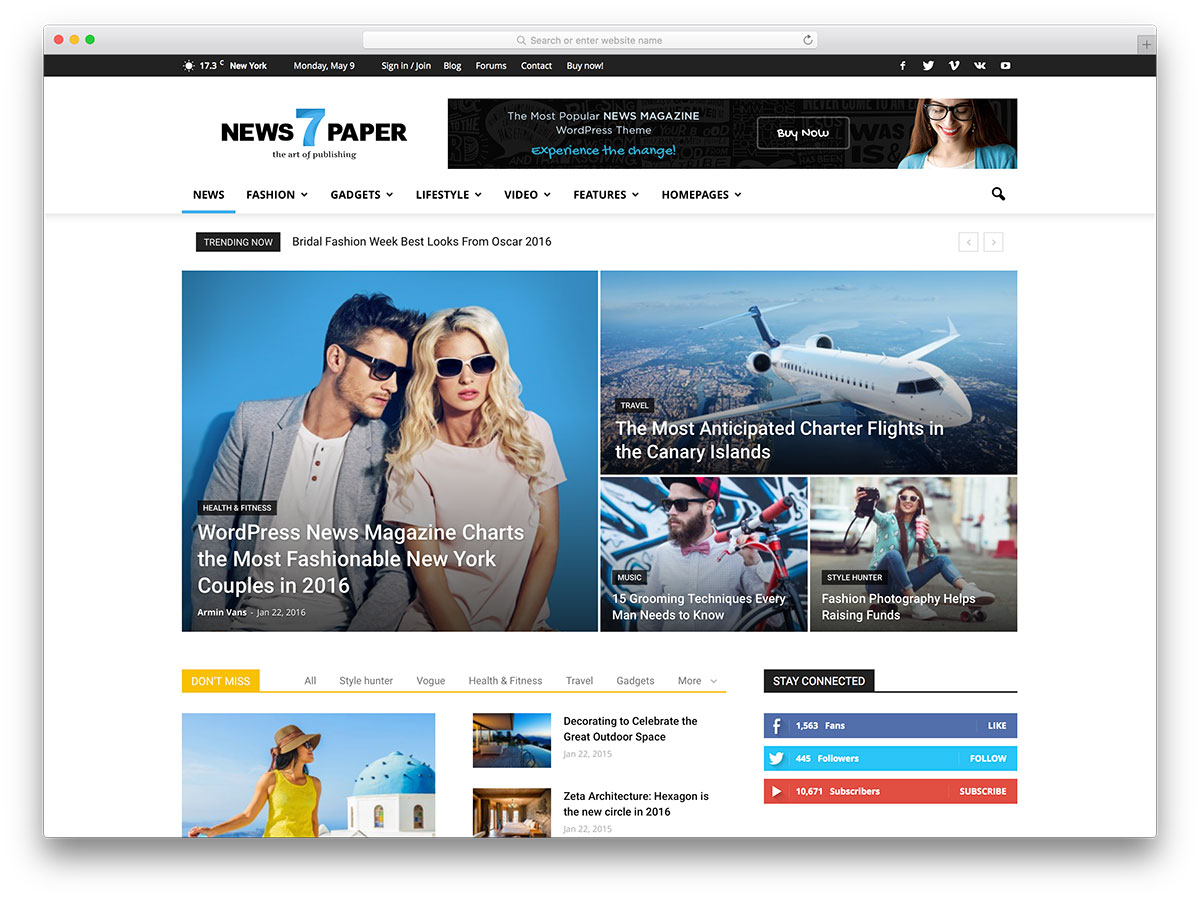 Search or enter website name
17.3 C New York Monday, May 9 Sign in / Join Blog Forums Contact Buy now!
NEWS 7 PAPER
the art of publishing
The Most Popular NEWS MAGAZINE
WordPress Theme
Experience the change!
Buy Now
NEWS FASHION GADGETS LIFESTYLE VIDEO FEATURES HOMEPAGES
TRENDING NOW Bridal Fashion Week Best Looks From Oscar 2016
HEALTH & FITNESS
WordPress News Magazine Charts
the Most Fashionable New York
Couples in 2016
Armin Vans - Jan 22, 2016
TRAVEL
The Most Anticipated Charter Flights in
the Canary Islands
MUSIC
15 Grooming Techniques Every
Man Needs to Know
STYLE HUNTER
Fashion Photography Helps
Raising Funds
DON'T MISS All Style hunter Vogue Health & Fitness Travel Gadgets More
Decorating to Celebrate the
Great Outdoor Space
Jan 22, 2015
Zeta Architecture: Hexagon is
the new circle in 2016
Jan 22, 2015
STAY CONNECTED
1,563 Fans LIKE
445 Followers FOLLOW
10,671 Subscribers SUBSCRIBE